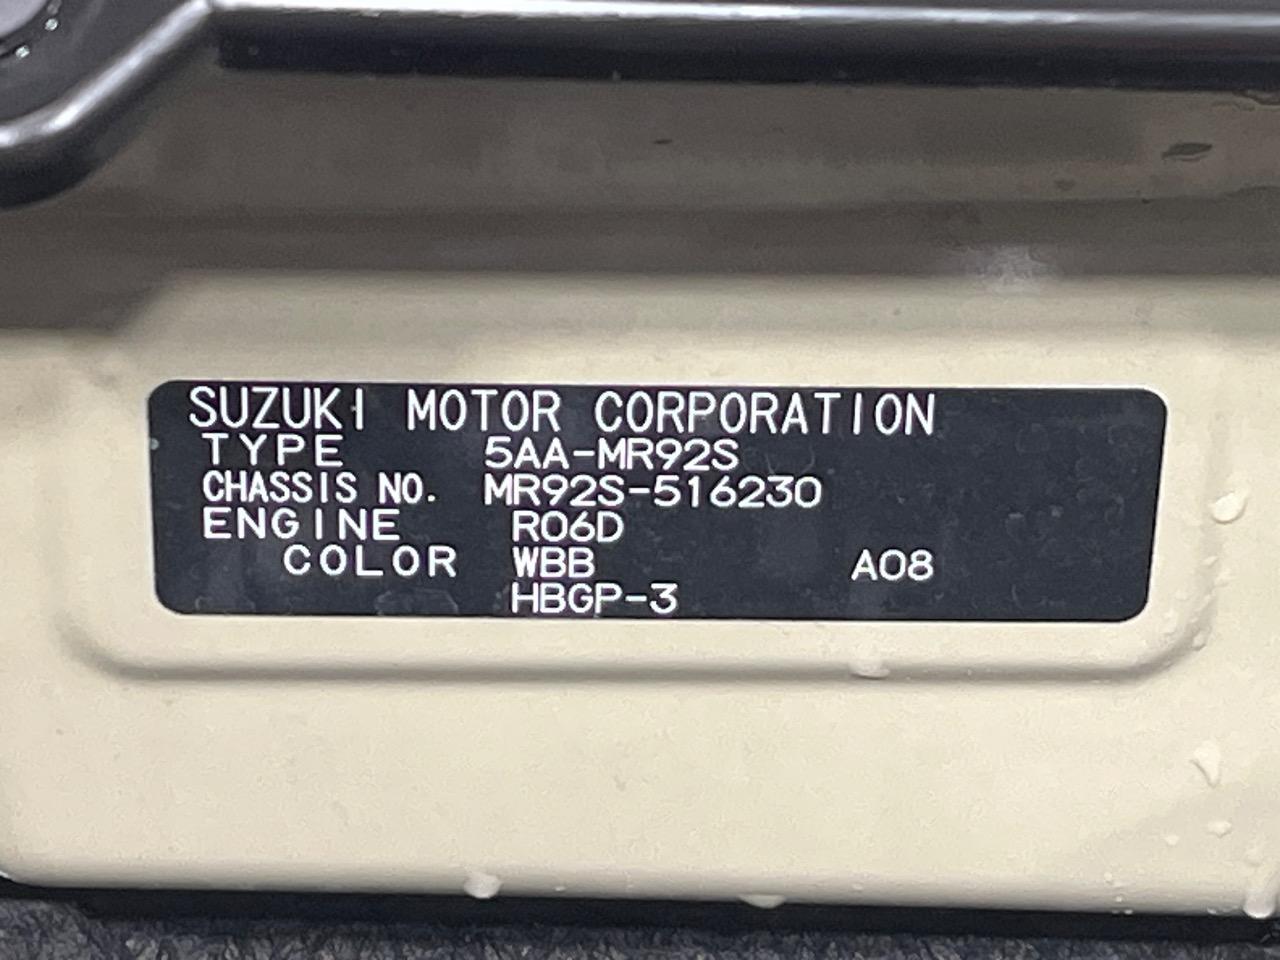 SUZUKI MOTOR CORPORATION
TYPE 5AA-MR92S
CHASSIS NO. MR92S-516230
ENGINE R06D
COLOR WBB A08
HBGP-3